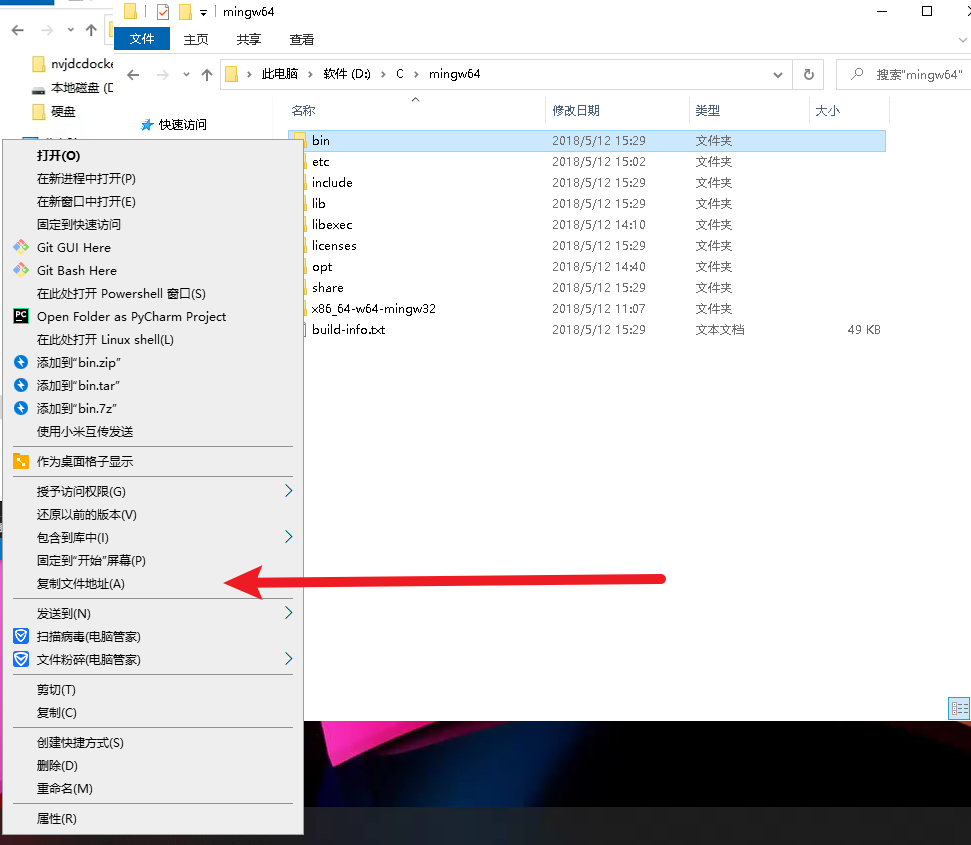 mingw64
文件 主页 共享 查看
nvjdcdocke
本地磁盘 (D
硬盘
此电脑 软件 (D:) C mingw64
搜索"mingw64"
快速访问
名称 修改日期 类型 大小
bin 2018/5/12 15:29 文件夹
etc 2018/5/12 15:02 文件夹
include 2018/5/12 15:29 文件夹
lib 2018/5/12 15:29 文件夹
libexec 2018/5/12 14:10 文件夹
licenses 2018/5/12 15:29 文件夹
opt 2018/5/12 14:40 文件夹
share 2018/5/12 15:29 文件夹
x86_64-w64-mingw32 2018/5/12 11:07 文件夹
build-info.txt 2018/5/12 15:29 文本文档 49 KB
打开(O)
在新进程中打开(P)
在新窗口中打开(E)
固定到快速访问
Git GUI Here
Git Bash Here
在此处打开 Powershell 窗口(S)
PC Open Folder as PyCharm Project
在此处打开 Linux shell(L)
添加到"bin.zip"
添加到"bin.tar"
添加到"bin.7z"
使用小米互传发送
作为桌面格子显示
授予访问权限(G)
还原以前的版本(V)
包含到库中(I)
固定到"开始"屏幕(P)
复制文件地址(A)
发送到(N)
扫描病毒(电脑管家)
文件粉碎(电脑管家)
剪切(T)
复制(C)
创建快捷方式(S)
删除(D)
重命名(M)
属性(R)